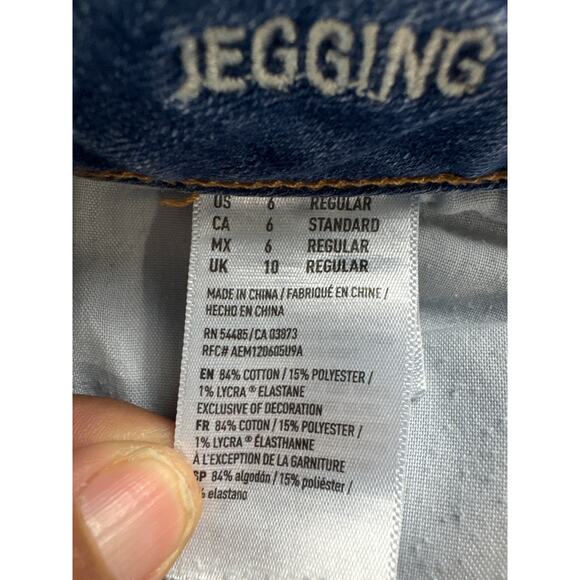 JEGGING
US 6 REGULAR
CA 6 STANDARD
MX 6 REGULAR
UK 10 REGULAR
MADE IN CHINA / FABRIQUÉ EN CHINE /
HECHO EN CHINA
RN 54485 / CA 03873
RFC# AEM120605U9A
EN 84% COTTON / 15% POLYESTER /
1% LYCRA ® ELASTANE
EXCLUSIVE OF DECORATION
FR 84% COTON / 15% POLYESTER /
1% LYCRA ® ÉLASTHANNE
À L'EXCEPTION DE LA GARNITURE
SP 84% algodón / 15% poliéster /
% elastano